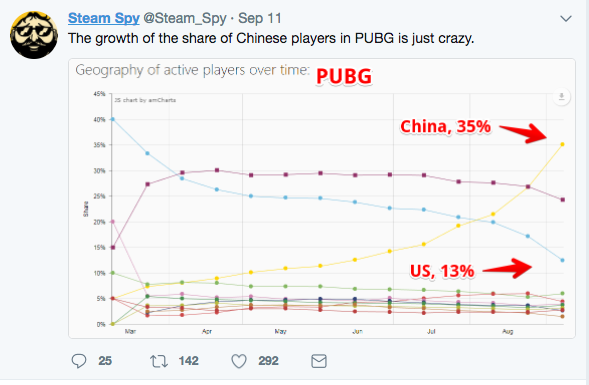 Steam Spy @Steam_Spy · Sep 11
The growth of the share of Chinese players in PUBG is just crazy.
Geography of active players over time: PUBG
JS chart by amCharts
45%
40%
35%
30%
25%
20%
15%
10%
5%
0%
Share
China, 35%
US, 13%
Mar Apr May Jun Jul Aug
25 142 292